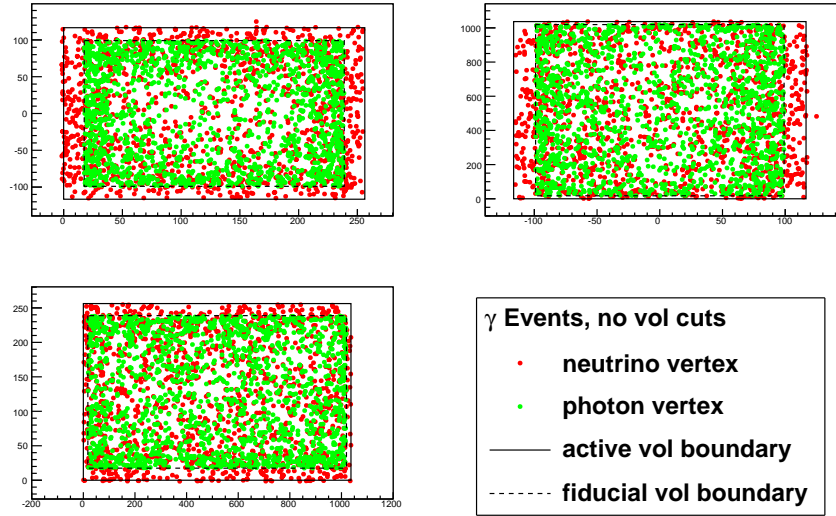 100
50
0
-50
-100
0 50 100 150 200 250
1000
800
600
400
200
0
-100 -50 0 50 100
250
200
150
100
50
0
-200 0 200 400 600 800 1000 1200
γ Events, no vol cuts
neutrino vertex
photon vertex
active vol boundary
fiducial vol boundary